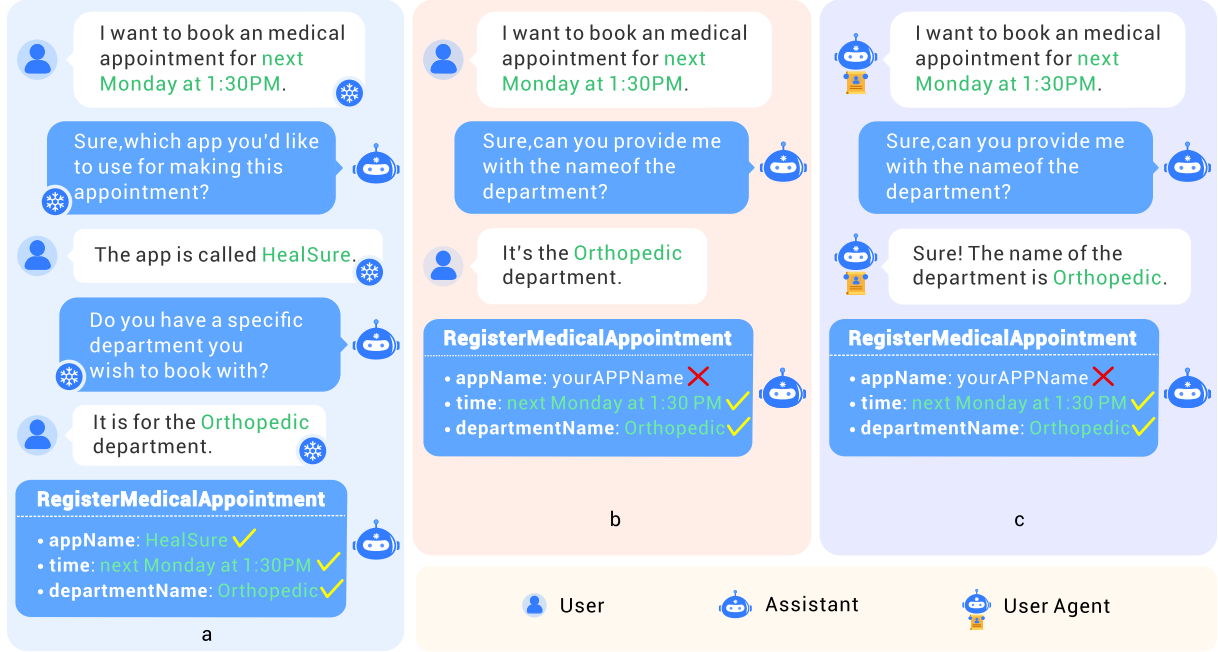 I want to book an medical
appointment for next
Monday at 1:30PM.
Sure,which app you'd like
to use for making this
appointment?
The app is called HealSure.
Do you have a specific
department you
wish to book with?
It is for the Orthopedic
department.
RegisterMedicalAppointment
• appName: HealSure
• time: next Monday at 1:30PM
• departmentName: Orthopedic
a
I want to book an medical
appointment for next
Monday at 1:30PM.
Sure,can you provide me
with the nameof the
department?
It's the Orthopedic
department.
RegisterMedicalAppointment
• appName: yourAPPName
• time: next Monday at 1:30 PM
• departmentName: Orthopedic
b
I want to book an medical
appointment for next
Monday at 1:30PM.
Sure,can you provide me
with the nameof the
department?
Sure! The name of the
department is Orthopedic.
RegisterMedicalAppointment
• appName: yourAPPName
• time: next Monday at 1:30 PM
• departmentName: Orthopedic
c
User
Assistant
User Agent